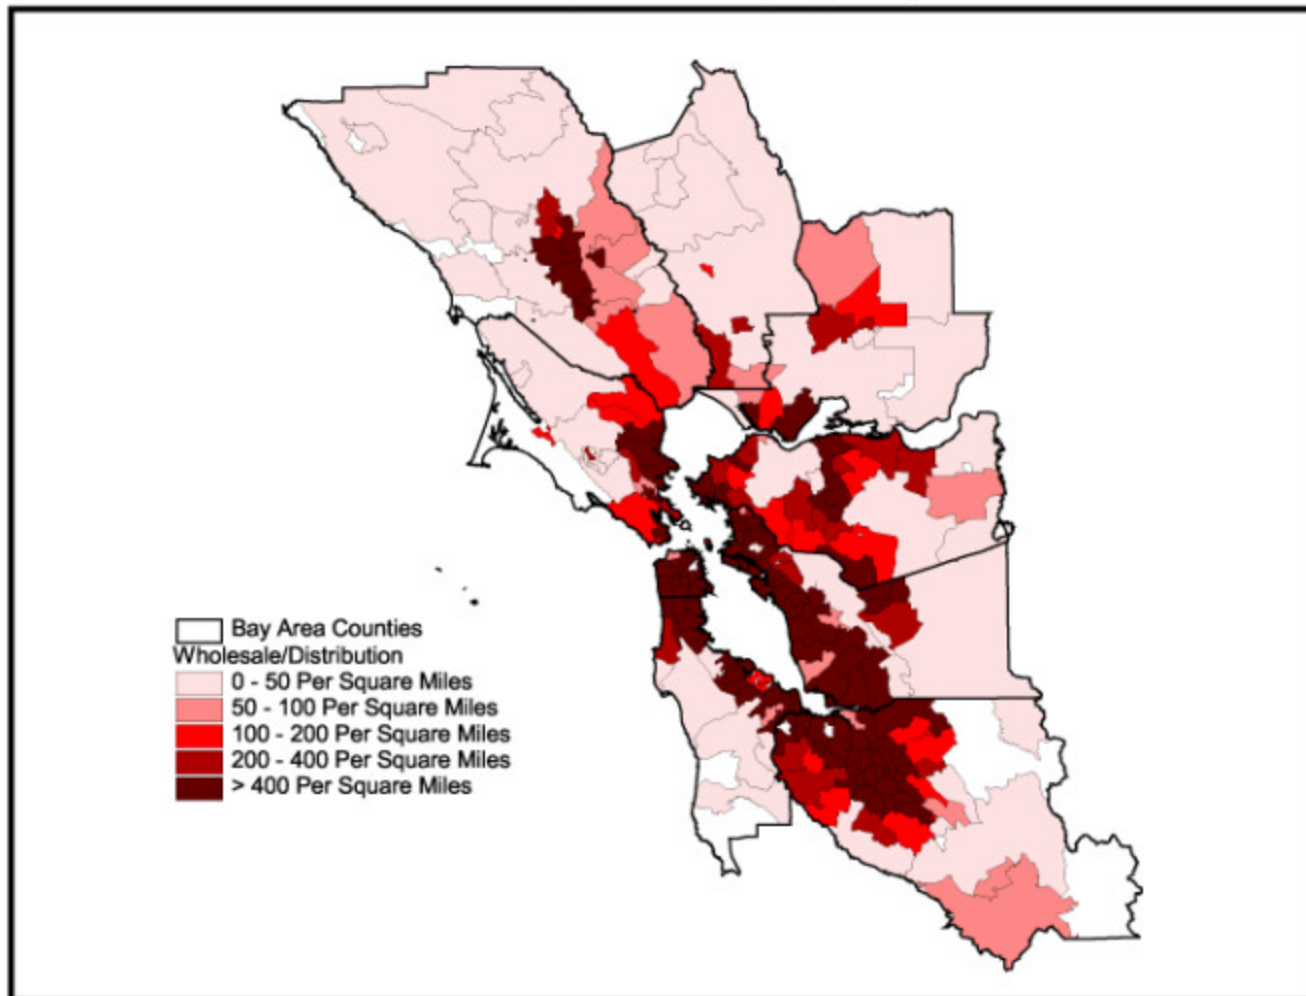 Bay Area Counties
Wholesale/Distribution
0 - 50 Per Square Miles
50 - 100 Per Square Miles
100 - 200 Per Square Miles
200 - 400 Per Square Miles
> 400 Per Square Miles